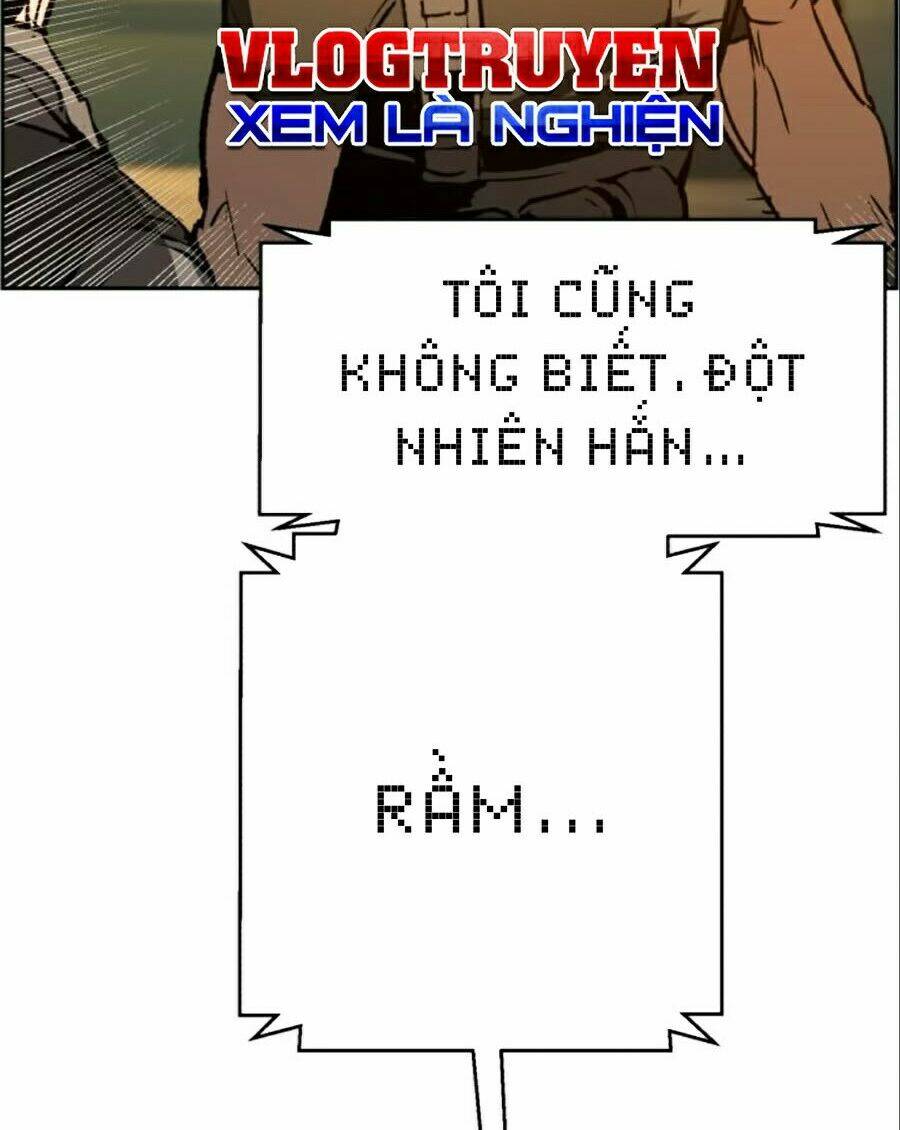 VLOGTRUYEN
XEM LÀ NGHIỆN
TÔI CŨNG
KHÔNG BIẾT. ĐỘT
NHIÊN HẮN...
RẦM...